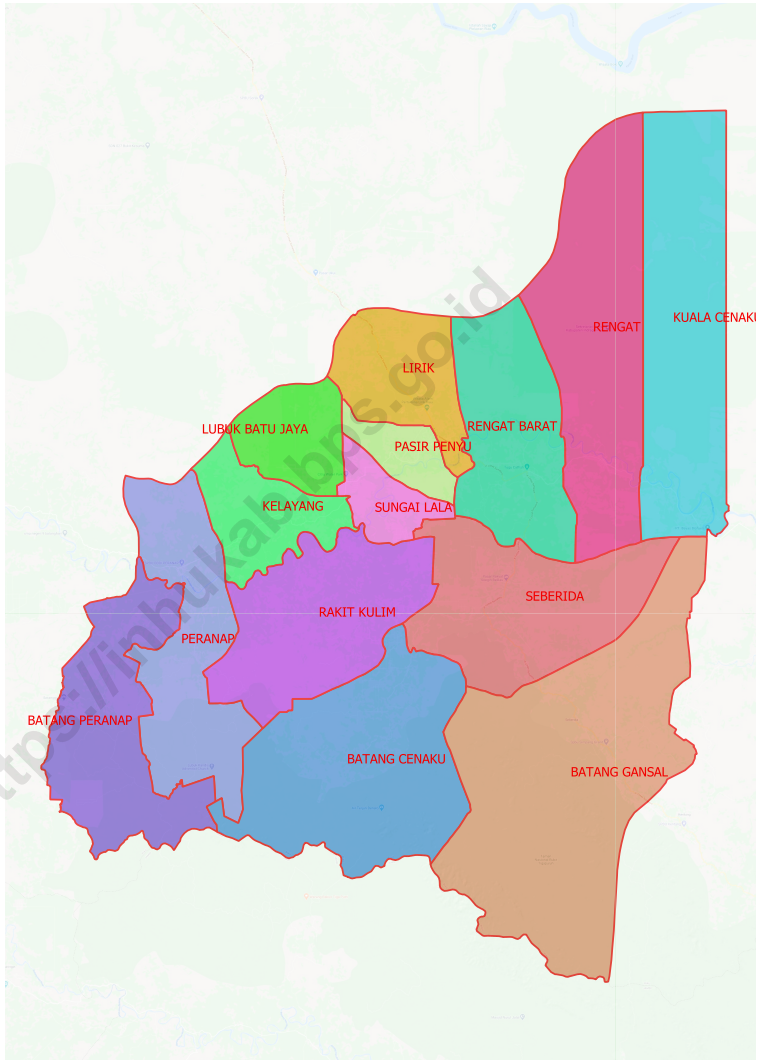 KUALA CENAKU
RENGAT
LIRIK
LUBUK BATU JAYA
RENGAT BARAT
PASIR PENYU
KELAYANG
SUNGAI LALA
SEBERIDA
RAKIT KULIM
PERANAP
BATANG PERANAP
BATANG CENAKU
BATANG GANSAL
https://inhukab.bps.go.id